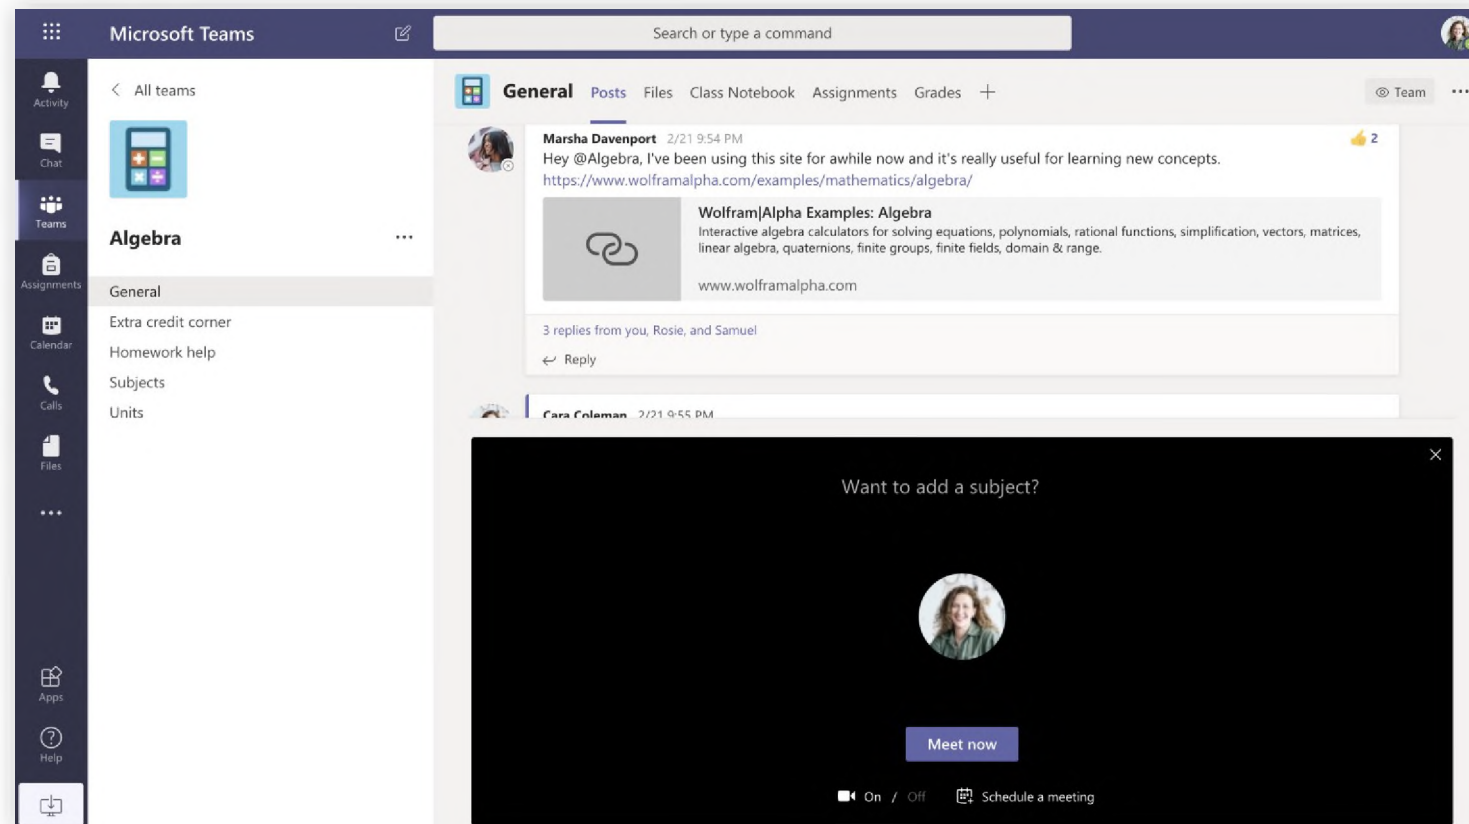 Microsoft Teams
Search or type a command
Activity
Chat
Teams
Assignments
Calendar
Calls
Files
Apps
Help
All teams
Algebra
General
Extra credit corner
Homework help
Subjects
Units
General Posts Files Class Notebook Assignments Grades
Team
Marsha Davenport 2/21 9:54 PM
2
Hey @Algebra, I've been using this site for awhile now and it's really useful for learning new concepts.
https://www.wolframalpha.com/examples/mathematics/algebra/
Wolfram|Alpha Examples: Algebra
Interactive algebra calculators for solving equations, polynomials, rational functions, simplification, vectors, matrices,
linear algebra, quaternions, finite groups, finite fields, domain & range.
www.wolframalpha.com
3 replies from you, Rosie, and Samuel
Reply
Cara Coleman 2/21 9:55 PM
Want to add a subject?
Meet now
On / Off
Schedule a meeting